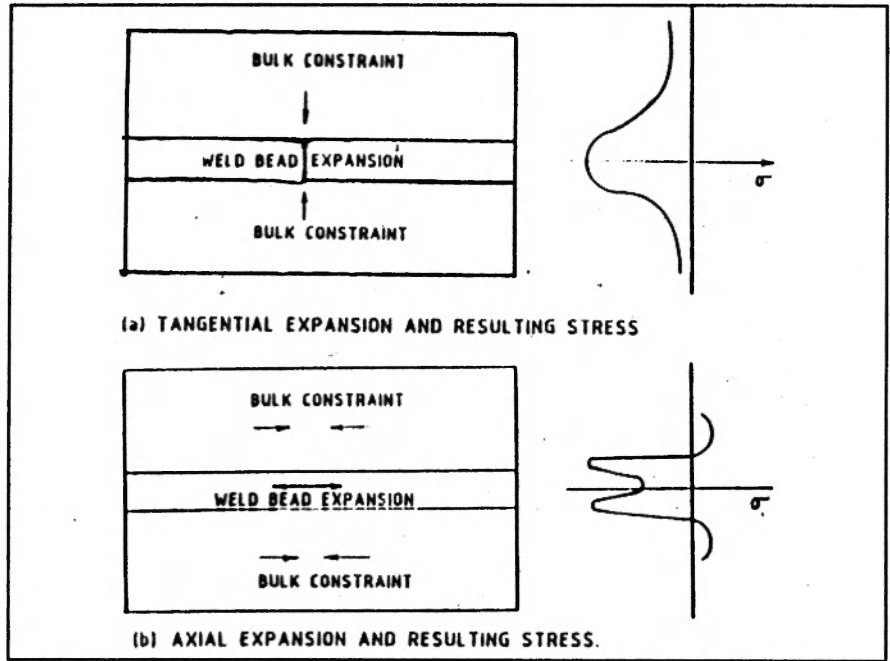 BULK CONSTRAINT
WELD BEAD EXPANSION
BULK CONSTRAINT
σ
(a) TANGENTIAL EXPANSION AND RESULTING STRESS
BULK CONSTRAINT
WELD BEAD EXPANSION
BULK CONSTRAINT
σ
(b) AXIAL EXPANSION AND RESULTING STRESS.